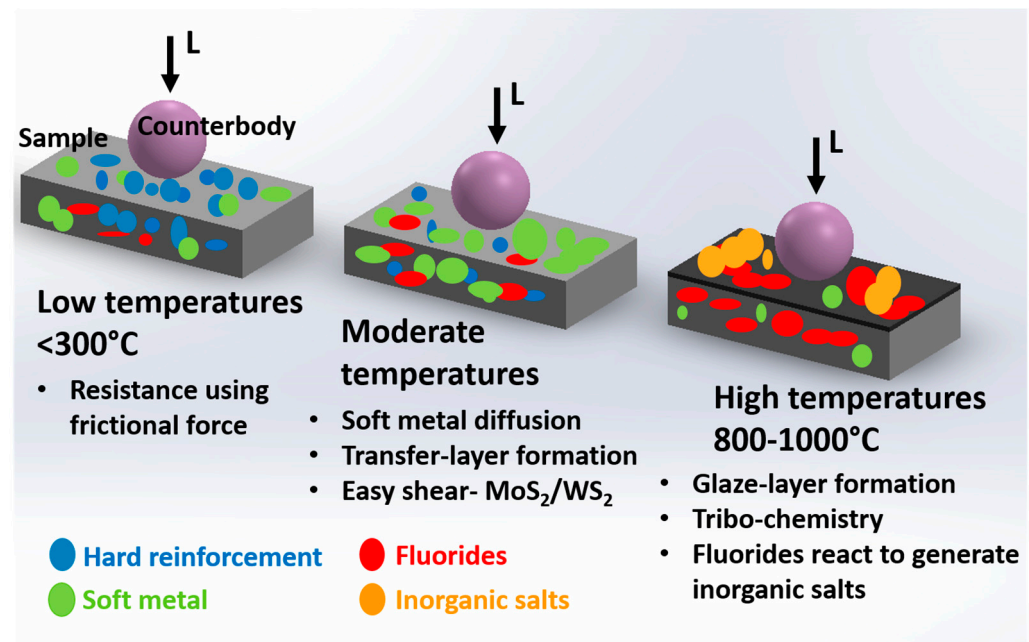 L
Sample
Counterbody
L
L
Low temperatures
<300°C
• Resistance using
frictional force
Moderate
temperatures
• Soft metal diffusion
• Transfer-layer formation
• Easy shear- MoS₂/WS₂
High temperatures
800-1000°C
• Glaze-layer formation
• Tribo-chemistry
• Fluorides react to generate
inorganic salts
Hard reinforcement
Fluorides
Soft metal
Inorganic salts